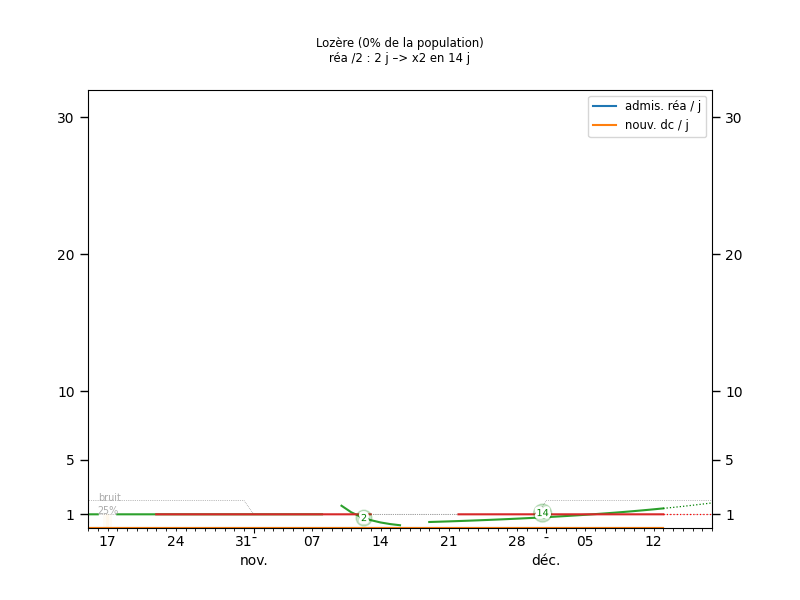 Lozère (0% de la population)
réa /2 : 2 j –> x2 en 14 j
admis. réa / j
nouv. dc / j
30 30
20 20
10 10
5 5
bruit
25%
1 2 14 1
17 24 31 07 14 21 28 05 12
nov. déc.